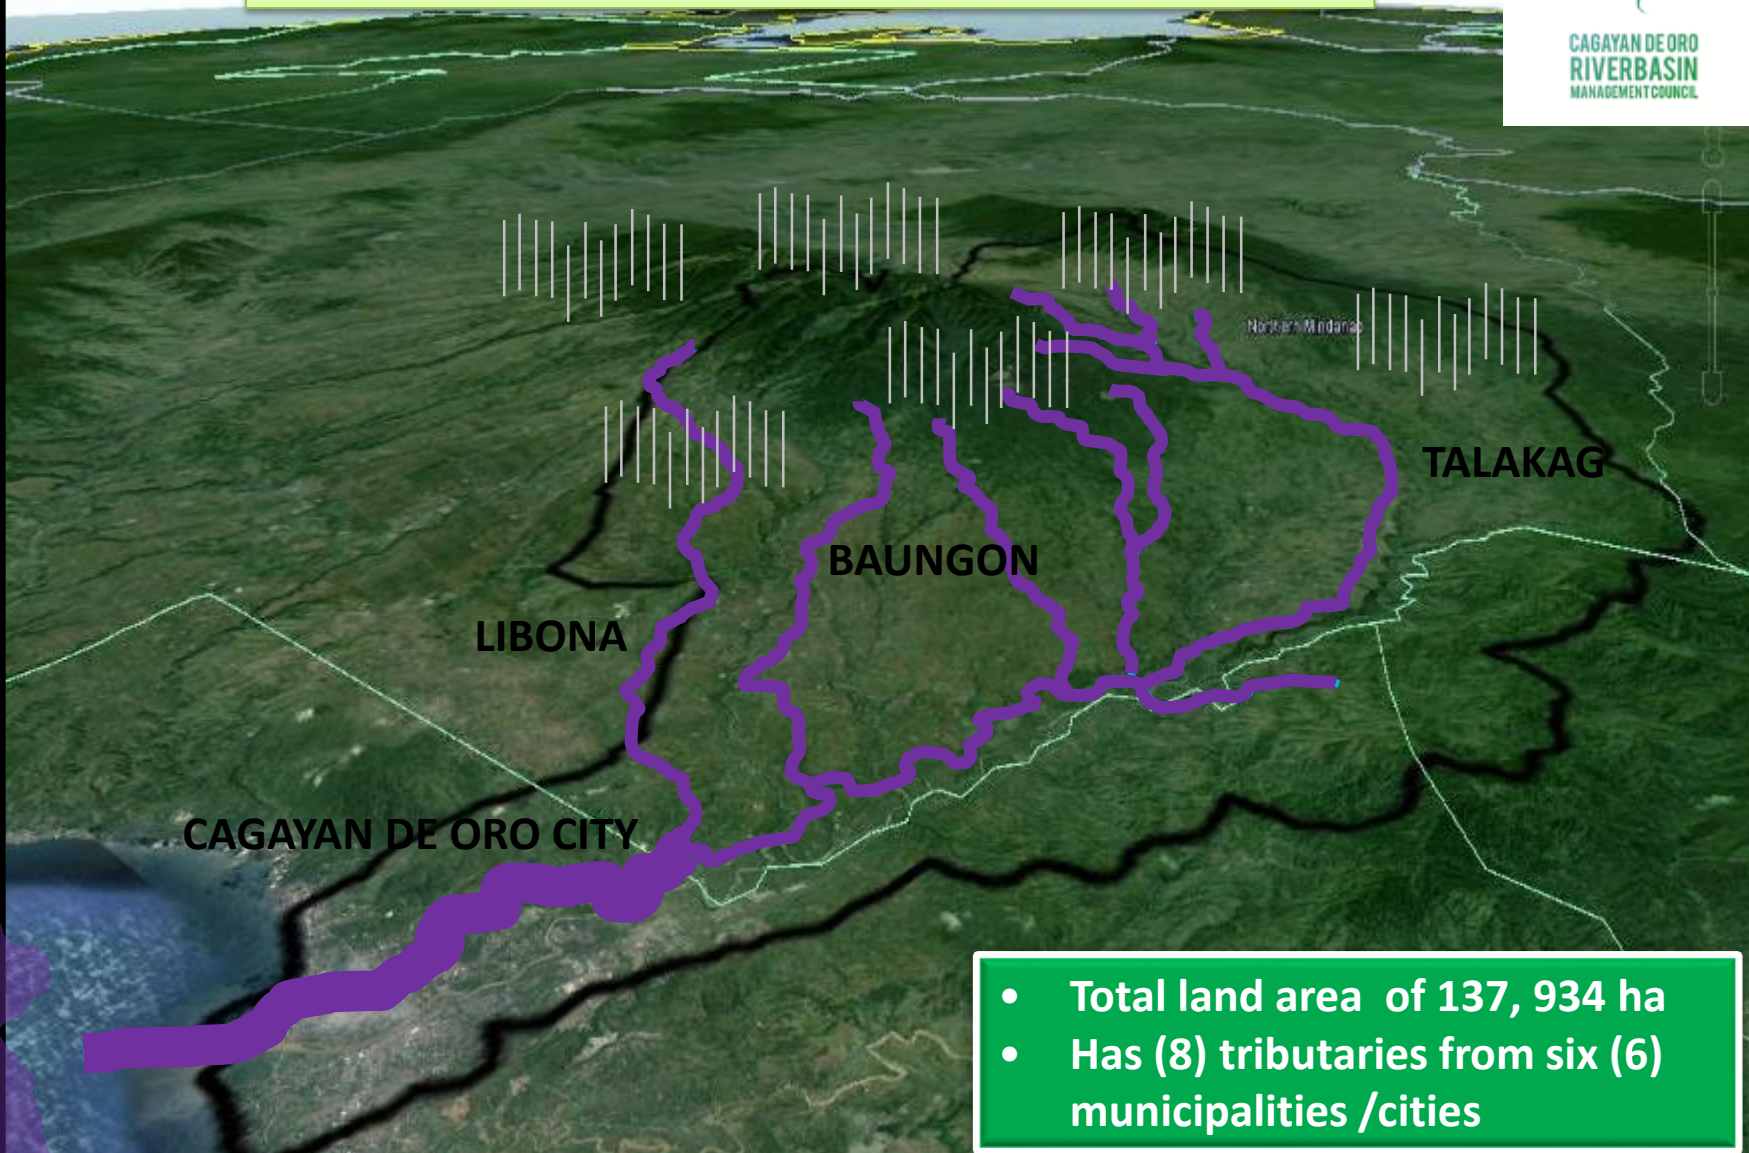 CAGAYAN DE ORO
RIVERBASIN
MANAGEMENT COUNCIL
Northern Mindanao
TALAKAG
BAUNGON
LIBONA
CAGAYAN DE ORO CITY
• Total land area of 137, 934 ha
• Has (8) tributaries from six (6)
municipalities /cities